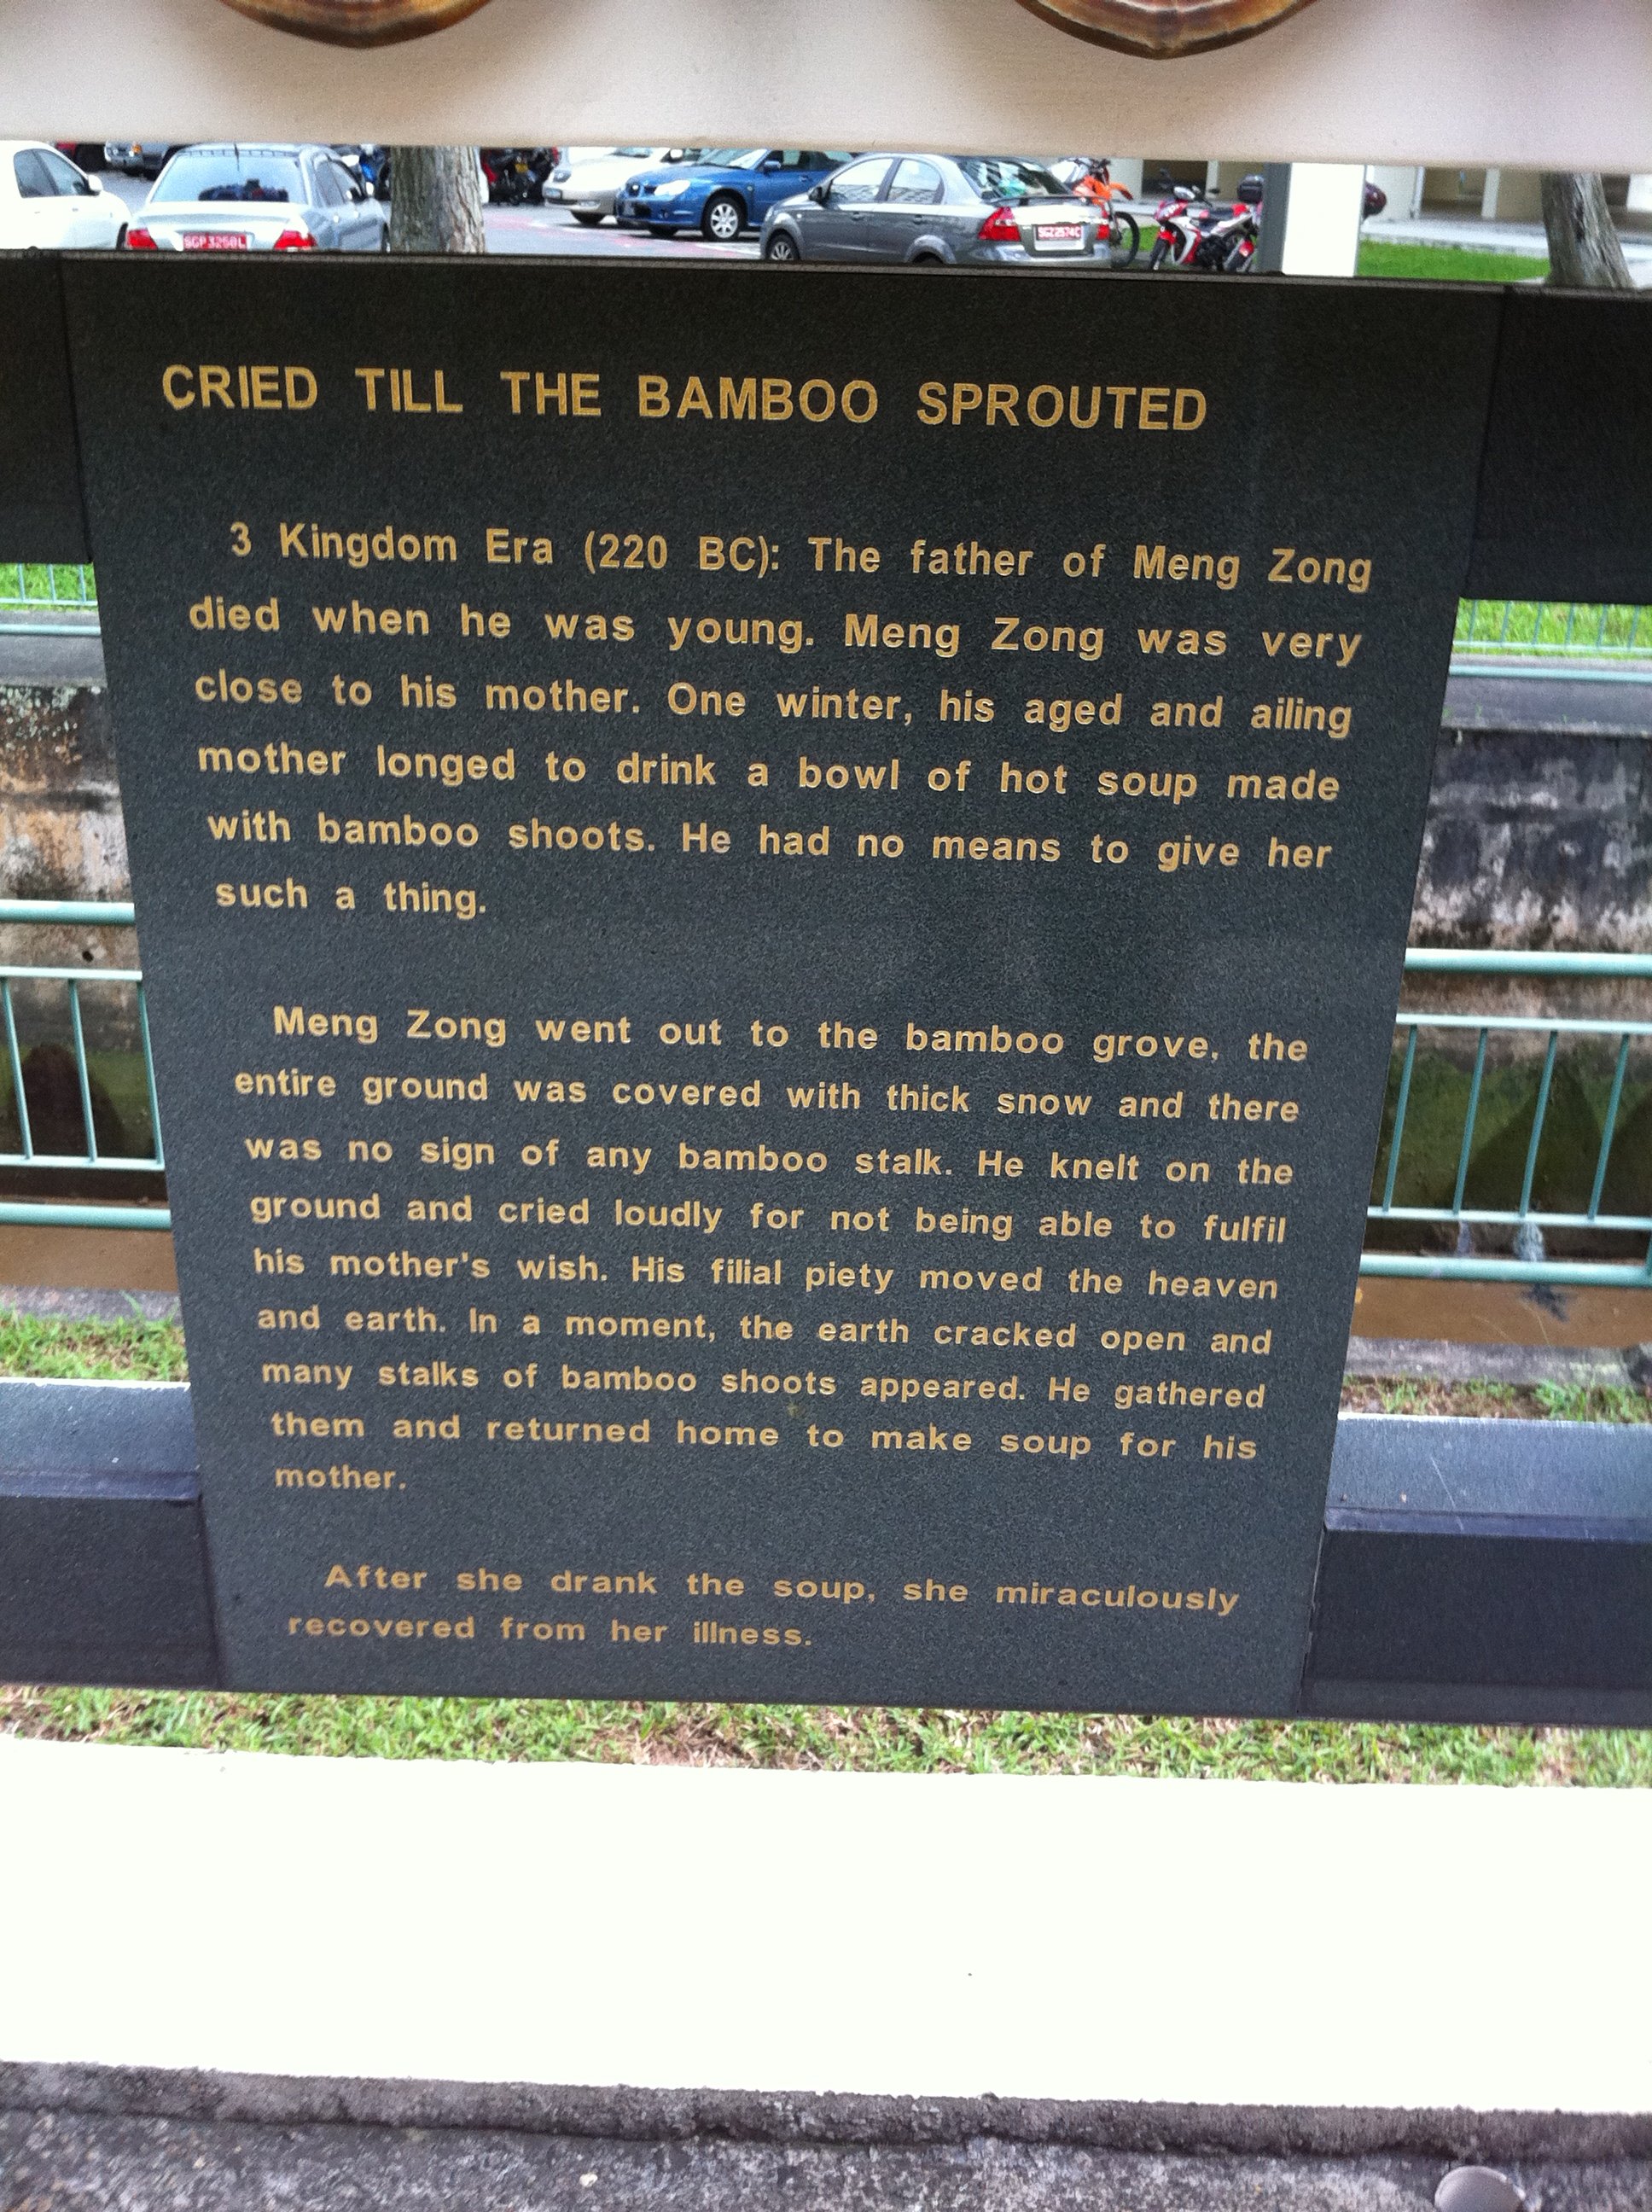 SGP3250L
SGZ2574C
CRIED TILL THE BAMBOO SPROUTED
3 Kingdom Era (220 BC): The father of Meng Zong
died when he was young. Meng Zong was very
close to his mother. One winter, his aged and ailing
mother longed to drink a bowl of hot soup made
with bamboo shoots. He had no means to give her
such a thing.
Meng Zong went out to the bamboo grove, the
entire ground was covered with thick snow and there
was no sign of any bamboo stalk. He knelt on the
ground and cried loudly for not being able to fulfil
his mother's wish. His filial piety moved the heaven
and earth. In a moment, the earth cracked open and
many stalks of bamboo shoots appeared. He gathered
them and returned home to make soup for his
mother.
After she drank the soup, she miraculously
recovered from her illness.